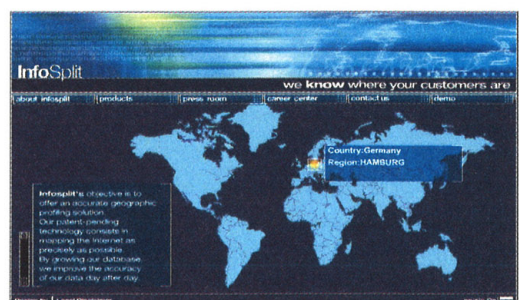 InfoSplit
we know where your customers are
about infosplit
products
press room
career center
contact us
demo
Country:Germany
Region:HAMBURG
Infosplit's objective is to
offer an accurate geographic
profiling solution.
Our patent-pending
technology consists in
mapping the Internet as
precisely as possible.
By growing our database,
we improve the accuracy
of our data day after day.